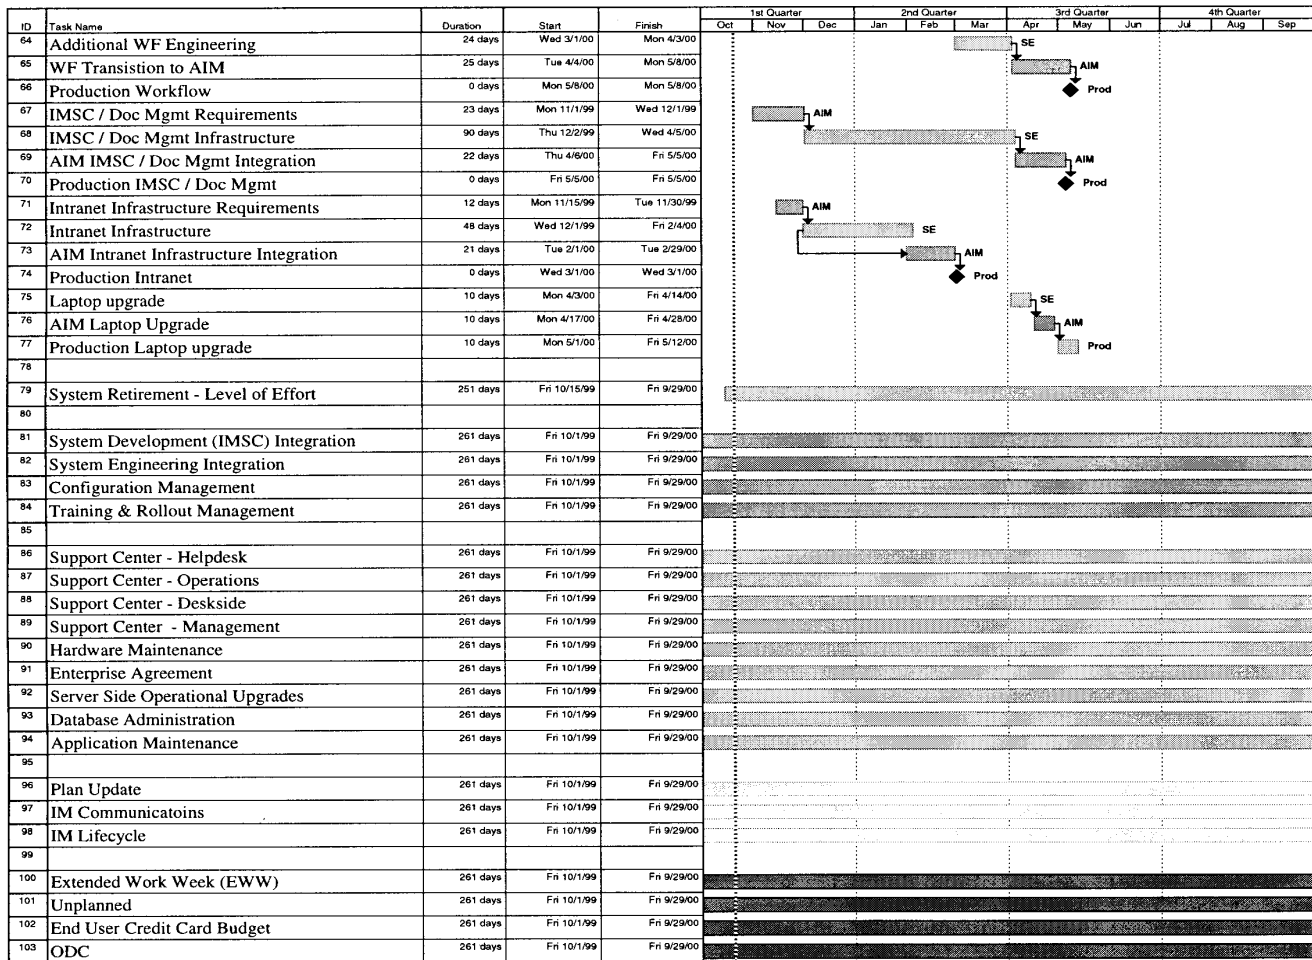 1st Quarter 2nd Quarter 3rd Quarter 4th Quarter
ID Task Name Duration Start Finish Oct Nov Dec Jan Feb Mar Apr May Jun Jul Aug Sep
64 Additional WF Engineering 24 days Wed 3/1/00 Mon 4/3/00 SE
65 WF Transistion to AIM 25 days Tue 4/4/00 Mon 5/8/00 AIM
66 Production Workflow 0 days Mon 5/8/00 Mon 5/8/00 Prod
67 IMSC / Doc Mgmt Requirements 23 days Mon 11/1/99 Wed 12/1/99 AIM
68 IMSC / Doc Mgmt Infrastructure 90 days Thu 12/2/99 Wed 4/5/00 SE
69 AIM IMSC / Doc Mgmt Integration 22 days Thu 4/6/00 Fri 5/5/00 AIM
70 Production IMSC / Doc Mgmt 0 days Fri 5/5/00 Fri 5/5/00 Prod
71 Intranet Infrastructure Requirements 12 days Mon 11/15/99 Tue 11/30/99 AIM
72 Intranet Infrastructure 48 days Wed 12/1/99 Fri 2/4/00 SE
73 AIM Intranet Infrastructure Integration 21 days Tue 2/1/00 Tue 2/29/00 AIM
74 Production Intranet 0 days Wed 3/1/00 Wed 3/1/00 Prod
75 Laptop upgrade 10 days Mon 4/3/00 Fri 4/14/00 SE
76 AIM Laptop Upgrade 10 days Mon 4/17/00 Fri 4/28/00 AIM
77 Production Laptop upgrade 10 days Mon 5/1/00 Fri 5/12/00 Prod
78
79 System Retirement - Level of Effort 251 days Fri 10/15/99 Fri 9/29/00
80
81 System Development (IMSC) Integration 261 days Fri 10/1/99 Fri 9/29/00
82 System Engineering Integration 261 days Fri 10/1/99 Fri 9/29/00
83 Configuration Management 261 days Fri 10/1/99 Fri 9/29/00
84 Training & Rollout Management 261 days Fri 10/1/99 Fri 9/29/00
85
86 Support Center - Helpdesk 261 days Fri 10/1/99 Fri 9/29/00
87 Support Center - Operations 261 days Fri 10/1/99 Fri 9/29/00
88 Support Center - Deskside 261 days Fri 10/1/99 Fri 9/29/00
89 Support Center - Management 261 days Fri 10/1/99 Fri 9/29/00
90 Hardware Maintenance 261 days Fri 10/1/99 Fri 9/29/00
91 Enterprise Agreement 261 days Fri 10/1/99 Fri 9/29/00
92 Server Side Operational Upgrades 261 days Fri 10/1/99 Fri 9/29/00
93 Database Administration 261 days Fri 10/1/99 Fri 9/29/00
94 Application Maintenance 261 days Fri 10/1/99 Fri 9/29/00
95
96 Plan Update 261 days Fri 10/1/99 Fri 9/29/00
97 IM Communicatoins 261 days Fri 10/1/99 Fri 9/29/00
98 IM Lifecycle 261 days Fri 10/1/99 Fri 9/29/00
99
100 Extended Work Week (EWW) 261 days Fri 10/1/99 Fri 9/29/00
101 Unplanned 261 days Fri 10/1/99 Fri 9/29/00
102 End User Credit Card Budget 261 days Fri 10/1/99 Fri 9/29/00
103 ODC 261 days Fri 10/1/99 Fri 9/29/00